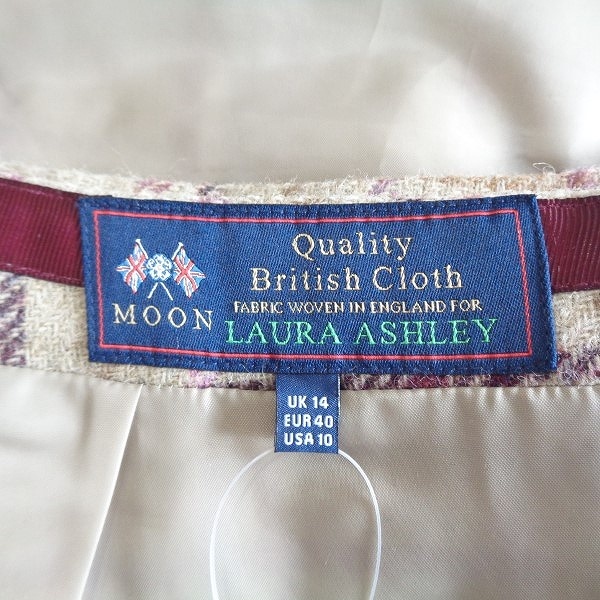 Quality
British Cloth
MOON
FABRIC WOVEN IN ENGLAND FOR
LAURA ASHLEY
UK 14
EUR 40
USA 10